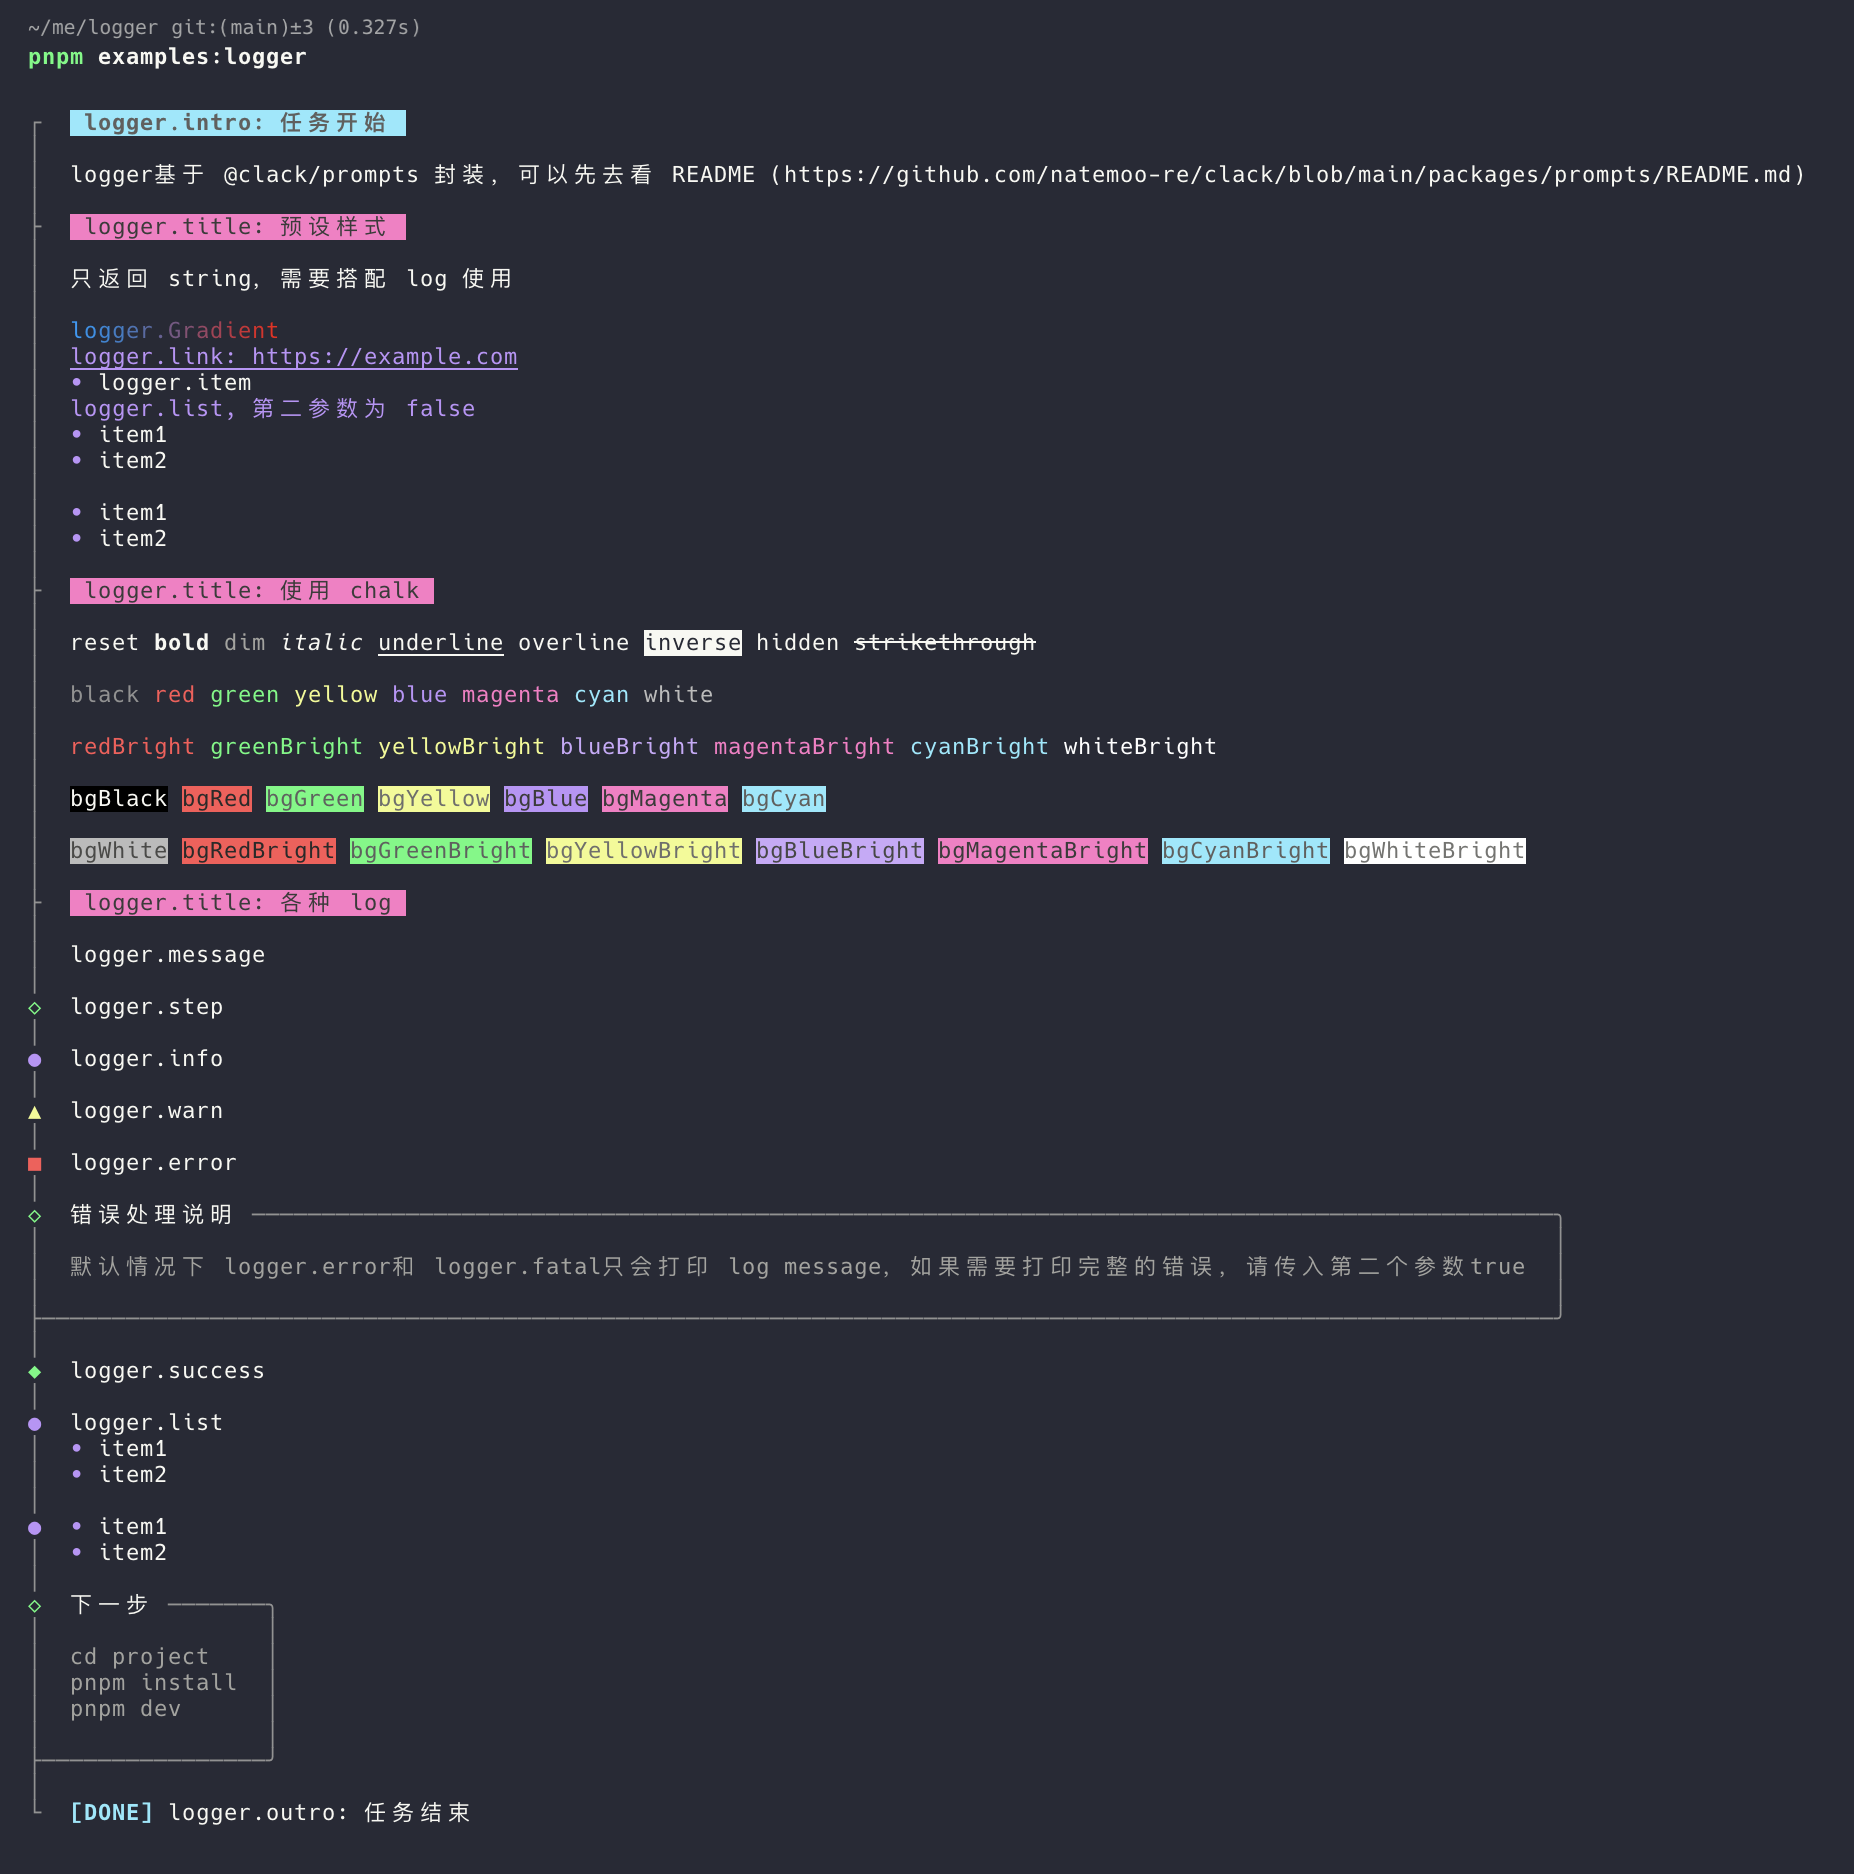 ~/me/logger git:(main)±3 (0.327s)
pnpm examples:logger
logger.intro: 任务开始
logger基于 @clack/prompts 封装，可以先去看 README (https://github.com/natemoo-re/clack/blob/main/packages/prompts/README.md)
logger.title: 预设样式
只返回 string，需要搭配 log 使用
logger.Gradient
logger.link: https://example.com
• logger.item
logger.list，第二参数为 false
• item1
• item2
• item1
• item2
logger.title: 使用 chalk
reset bold dim italic underline overline inverse hidden strikethrough
black red green yellow blue magenta cyan white
redBright greenBright yellowBright blueBright magentaBright cyanBright whiteBright
bgBlack bgRed bgGreen bgYellow bgBlue bgMagenta bgCyan
bgWhite bgRedBright bgGreenBright bgYellowBright bgBlueBright bgMagentaBright bgCyanBright bgWhiteBright
logger.title: 各种 log
logger.message
logger.step
logger.info
logger.warn
logger.error
错误处理说明
默认情况下 logger.error和 logger.fatal只会打印 log message，如果需要打印完整的错误，请传入第二个参数true
logger.success
logger.list
• item1
• item2
• item1
• item2
下一步
cd project
pnpm install
pnpm dev
[DONE] logger.outro: 任务结束